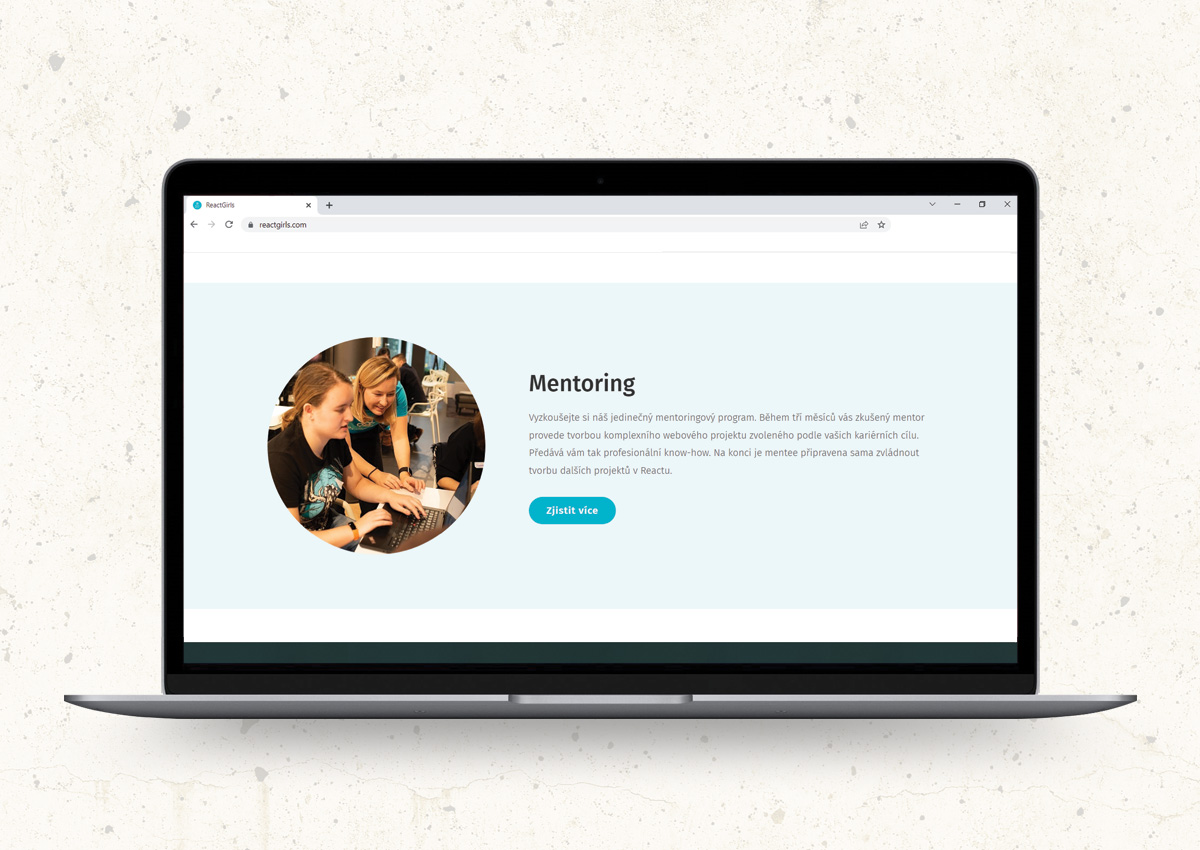 ReactGirls
reactgirls.com
Mentoring
Vyzkoušejte si náš jedinečný mentoringový program. Během tří měsíců vás zkušený mentor
provede tvorbou komplexního webového projektu zvoleného podle vašich kariérních cílu.
Předává vám tak profesionální know-how. Na konci je mentee připravena sama zvládnout
tvorbu dalších projektů v Reactu.
Zjistit více